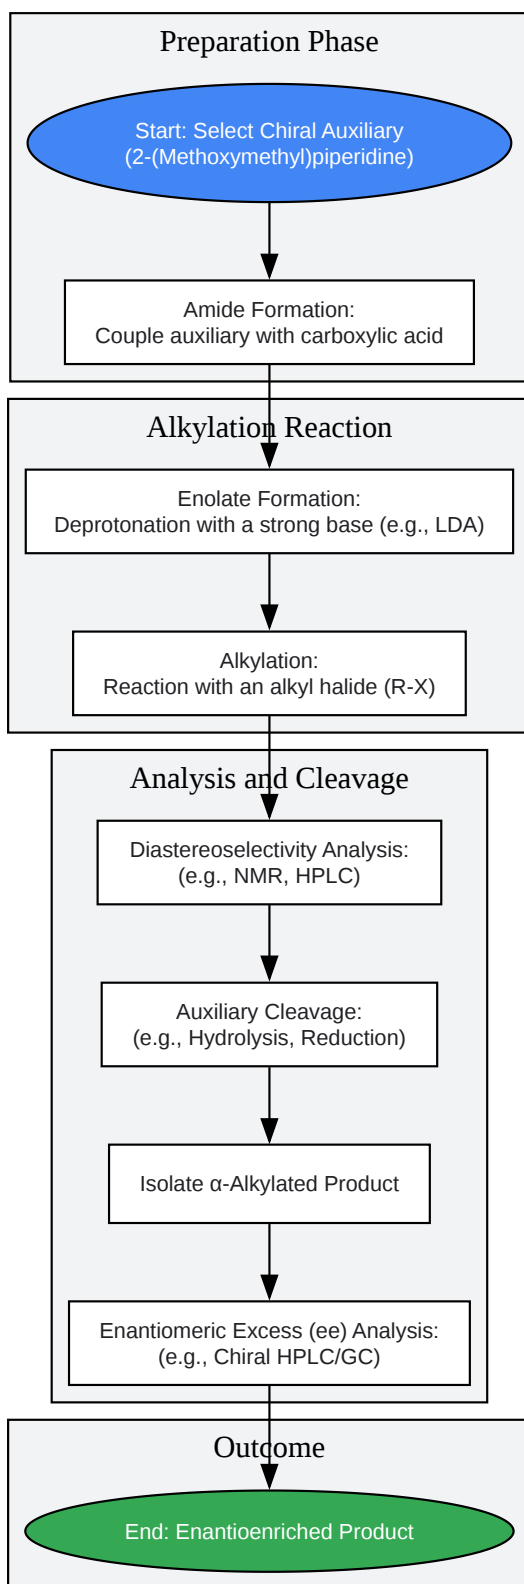 Preparation Phase
Start: Select Chiral Auxiliary
(2-(Methoxymethyl)piperidine)
Amide Formation:
Couple auxiliary with carboxylic acid
Alkylation Reaction
Enolate Formation:
Deprotonation with a strong base (e.g., LDA)
Alkylation:
Reaction with an alkyl halide (R-X)
Analysis and Cleavage
Diastereoselectivity Analysis:
(e.g., NMR, HPLC)
Auxiliary Cleavage:
(e.g., Hydrolysis, Reduction)
Isolate α-Alkylated Product
Enantiomeric Excess (ee) Analysis:
(e.g., Chiral HPLC/GC)
Outcome
End: Enantioenriched Product